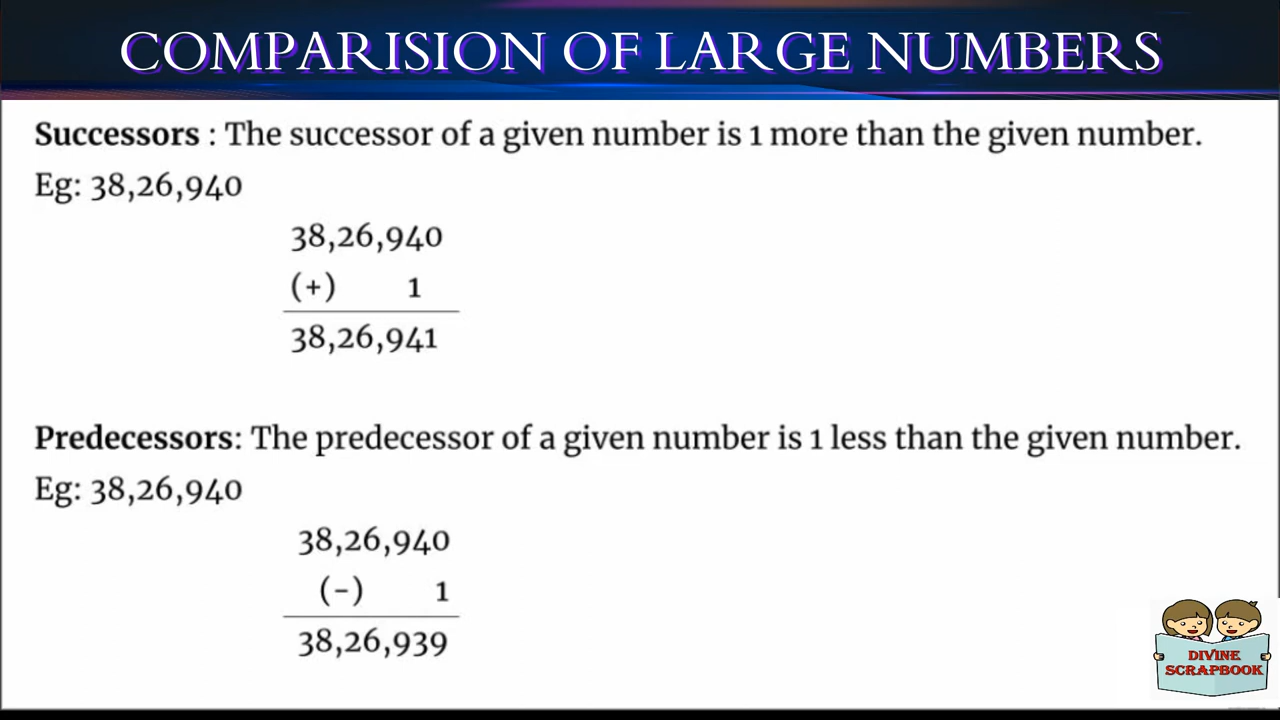 COMPARISION OF LARGE NUMBERS
Successors : The successor of a given number is 1 more than the given number.
Eg: 38,26,940
38,26,940
(+) 1
38,26,941
Predecessors: The predecessor of a given number is 1 less than the given number.
Eg: 38,26,940
38,26,940
(-) 1
38,26,939
DIVINE
SCRAPBOOK